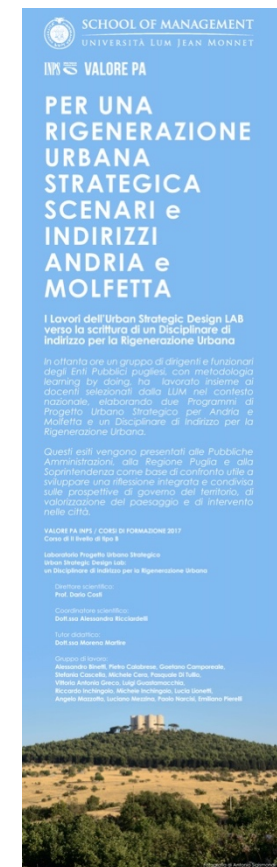 SCHOOL OF MANAGEMENT
UNIVERSITÀ LUM JEAN MONNET
INPS VALORE PA
PER UNA
RIGENERAZIONE
URBANA
STRATEGICA
SCENARI e
INDIRIZZI
ANDRIA e
MOLFETTA
I Lavori dell'Urban Strategic Design LAB
verso la scrittura di un Disciplinare di
indirizzo per la Rigenerazione Urbana
In ottanta ore un gruppo di dirigenti e funzionari
degli Enti Pubblici pugliesi, con metodologia
learning by doing, ha lavorato insieme ai
docenti selezionati dalla LUM nel contesto
nazionale, elaborando due Programmi di
Progetto Urbano Strategico per Andria e
Molfetta e un Disciplinare di Indirizzo per la
Rigenerazione Urbana.
Questi esiti vengono presentati alle Pubbliche
Amministrazioni, alla Regione Puglia e alla
Soprintendenza come base di confronto utile a
sviluppare una riflessione integrata e condivisa
sulle prospettive di governo del territorio, di
valorizzazione del paesaggio e di intervento
nelle città.
VALORE PA INPS / CORSI DI FORMAZIONE 2017
Corso di II livello di tipo B
Laboratorio Progetto Urbano Strategico
Urban Strategic Design Lab:
un Disciplinare di Indirizzo per la Rigenerazione Urbana
Direttore scientifico:
Prof. Dario Costi
Coordinatore scientifico:
Dott.ssa Alessandra Ricciardelli
Tutor didattico:
Dott.ssa Morena Marfire
Gruppo di lavoro:
Alessandro Binetti, Pietro Calabrese, Gaetano Camporeale,
Stefania Cascella, Michele Cera, Pasquale Di Tullio,
Vittoria Antonia Greco, Luigi Guastamacchia,
Riccardo Inchingolo, Michele Inchingolo, Lucia Lionetti,
Angelo Mazzotta, Luciano Messina, Paolo Narchi, Emiliano Pierelli